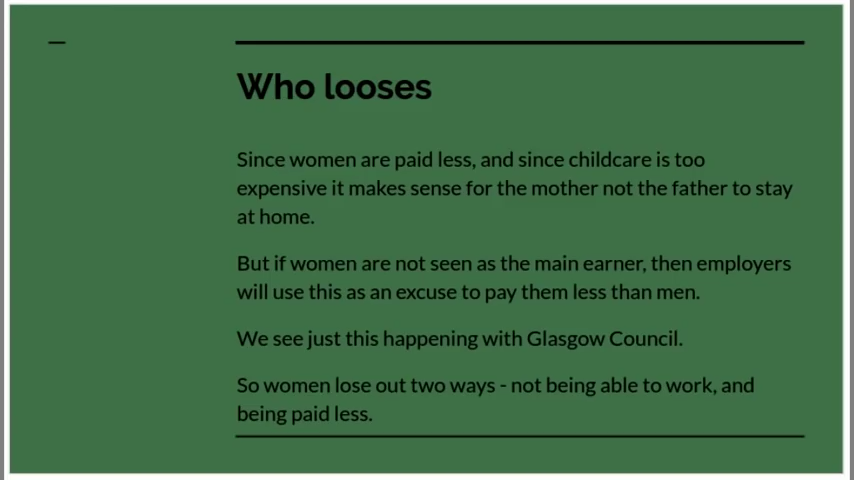 Who looses
Since women are paid less, and since childcare is too
expensive it makes sense for the mother not the father to stay
at home.
But if women are not seen as the main earner, then employers
will use this as an excuse to pay them less than men.
We see just this happening with Glasgow Council.
So women lose out two ways - not being able to work, and
being paid less.